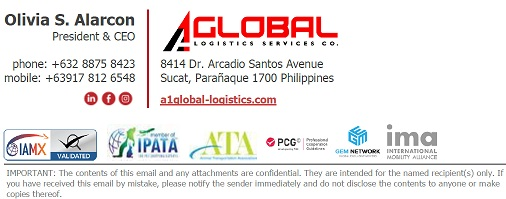 Olivia S. Alarcon
President & CEO
phone: +632 8875 8423
mobile: +63917 812 6548
GLOBAL
LOGISTICS SERVICES CO.
8414 Dr. Arcadio Santos Avenue
Sucat, Parañaque 1700 Philippines
a1global-logistics.com
IAMX
VALIDATED
member of
IPATA
ATA
PCG
Professional
Cooperation
Guidelines
GEM NETWORK
ima
INTERNATIONAL
MOBILITY ALLIANCE
IMPORTANT: The contents of this email and any attachments are confidential. They are intended for the named recipient(s) only. If
you have received this email by mistake, please notify the sender immediately and do not disclose the contents to anyone or make
copies thereof.